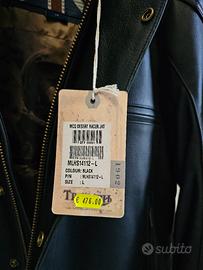 MCQ DESERT RACER JKT
MLHS14112-L
COLOUR: BLACK
P/N : MLHS14112-L
SIZE : L
1902
€ 476.00
subito